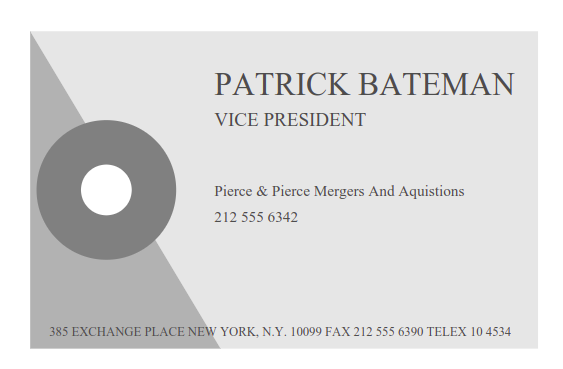 PATRICK BATEMAN
VICE PRESIDENT
Pierce & Pierce Mergers And Aquistions
212 555 6342
385 EXCHANGE PLACE NEW YORK, N.Y. 10099 FAX 212 555 6390 TELEX 10 4534